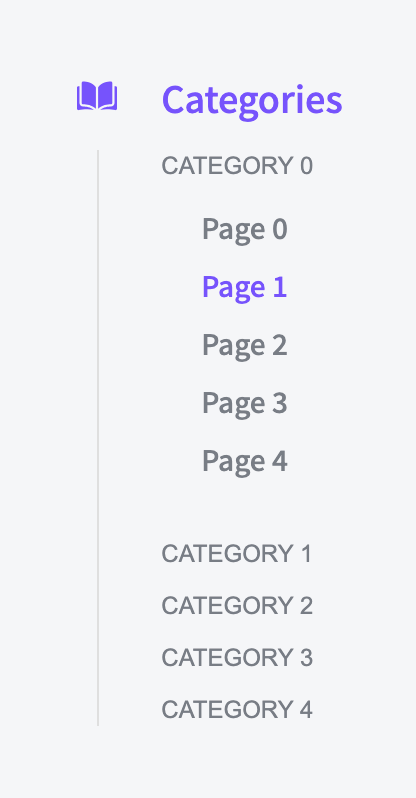 Categories
CATEGORY 0
Page 0
Page 1
Page 2
Page 3
Page 4
CATEGORY 1
CATEGORY 2
CATEGORY 3
CATEGORY 4